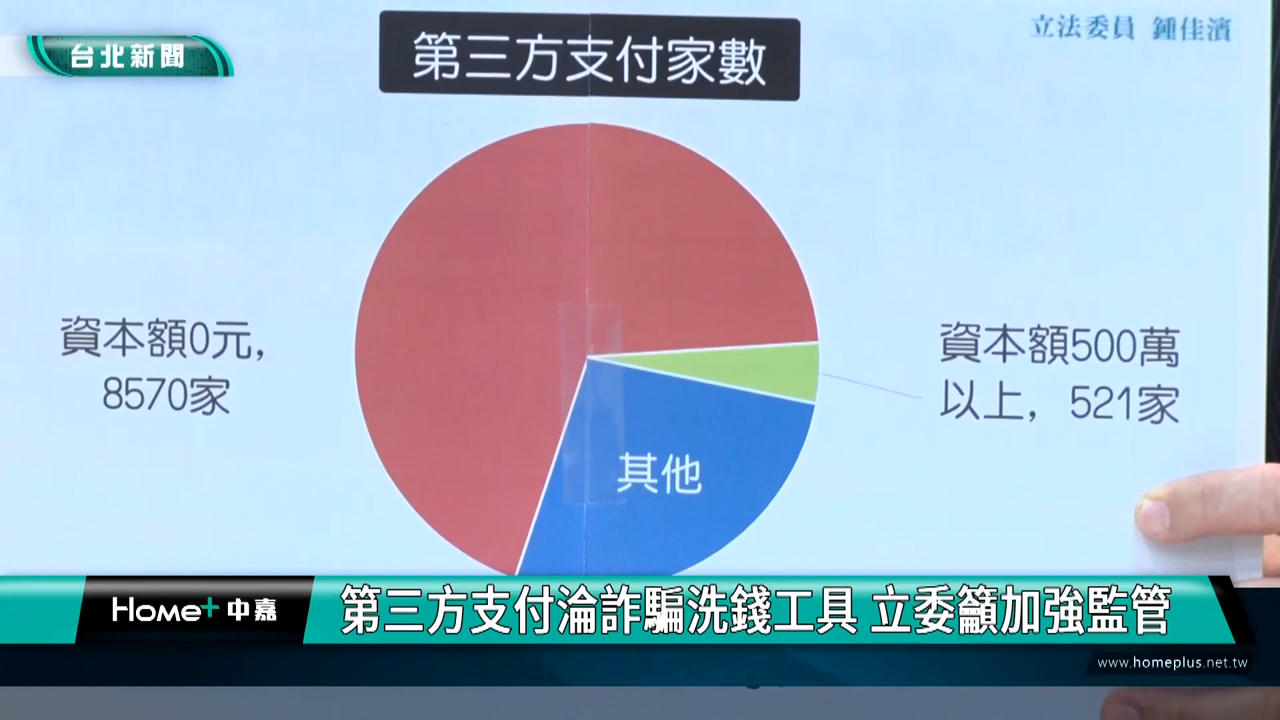 台北新聞
第三方支付家數
立法委員 鍾佳濱
資本額0元,
8570家
資本額500萬
以上, 521家
其他
Home+ 中嘉
第三方支付淪詐騙洗錢工具 立委籲加強監管
www.homeplus.net.tw